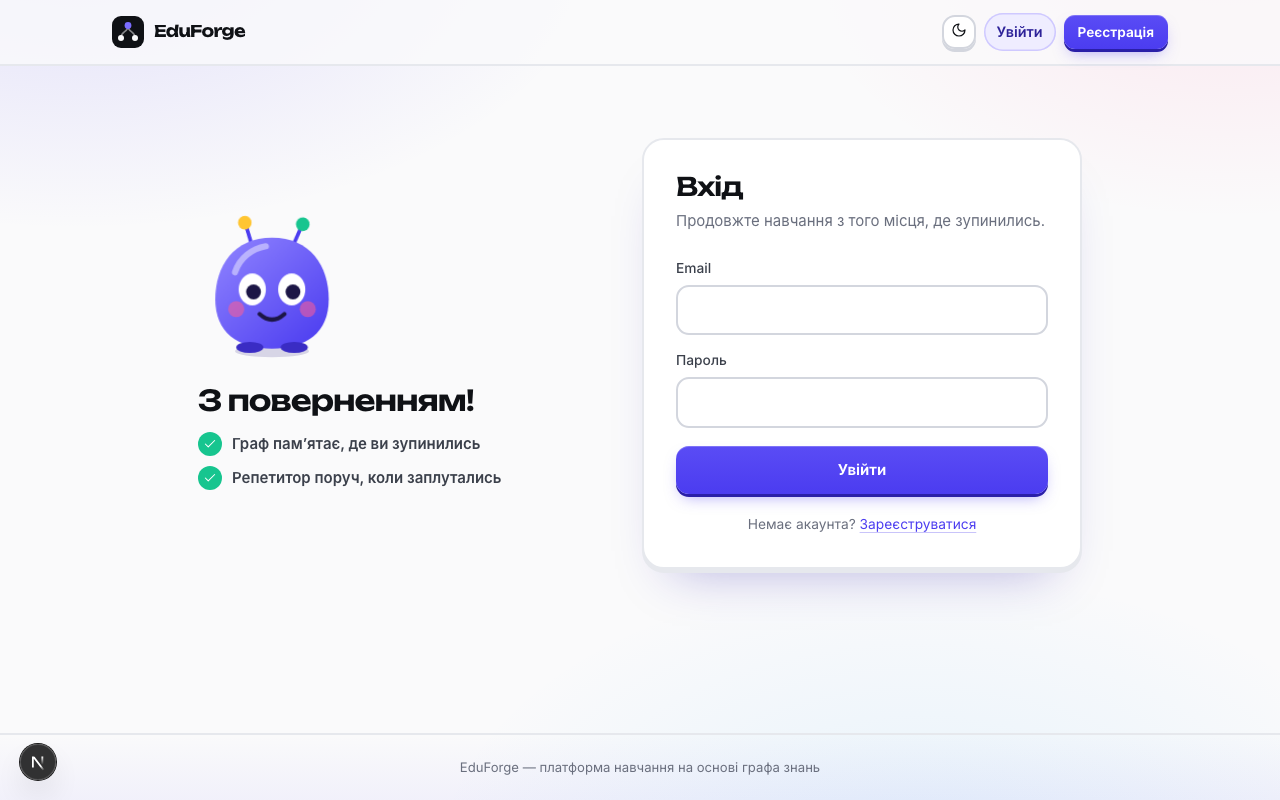 EduForge
Увійти
Реєстрація
З поверненням!
Граф пам’ятає, де ви зупинились
Репетитор поруч, коли заплутались
Вхід
Продовжте навчання з того місця, де зупинились.
Email
Пароль
Увійти
Немає акаунта? Зареєструватися
N
EduForge — платформа навчання на основі графа знань